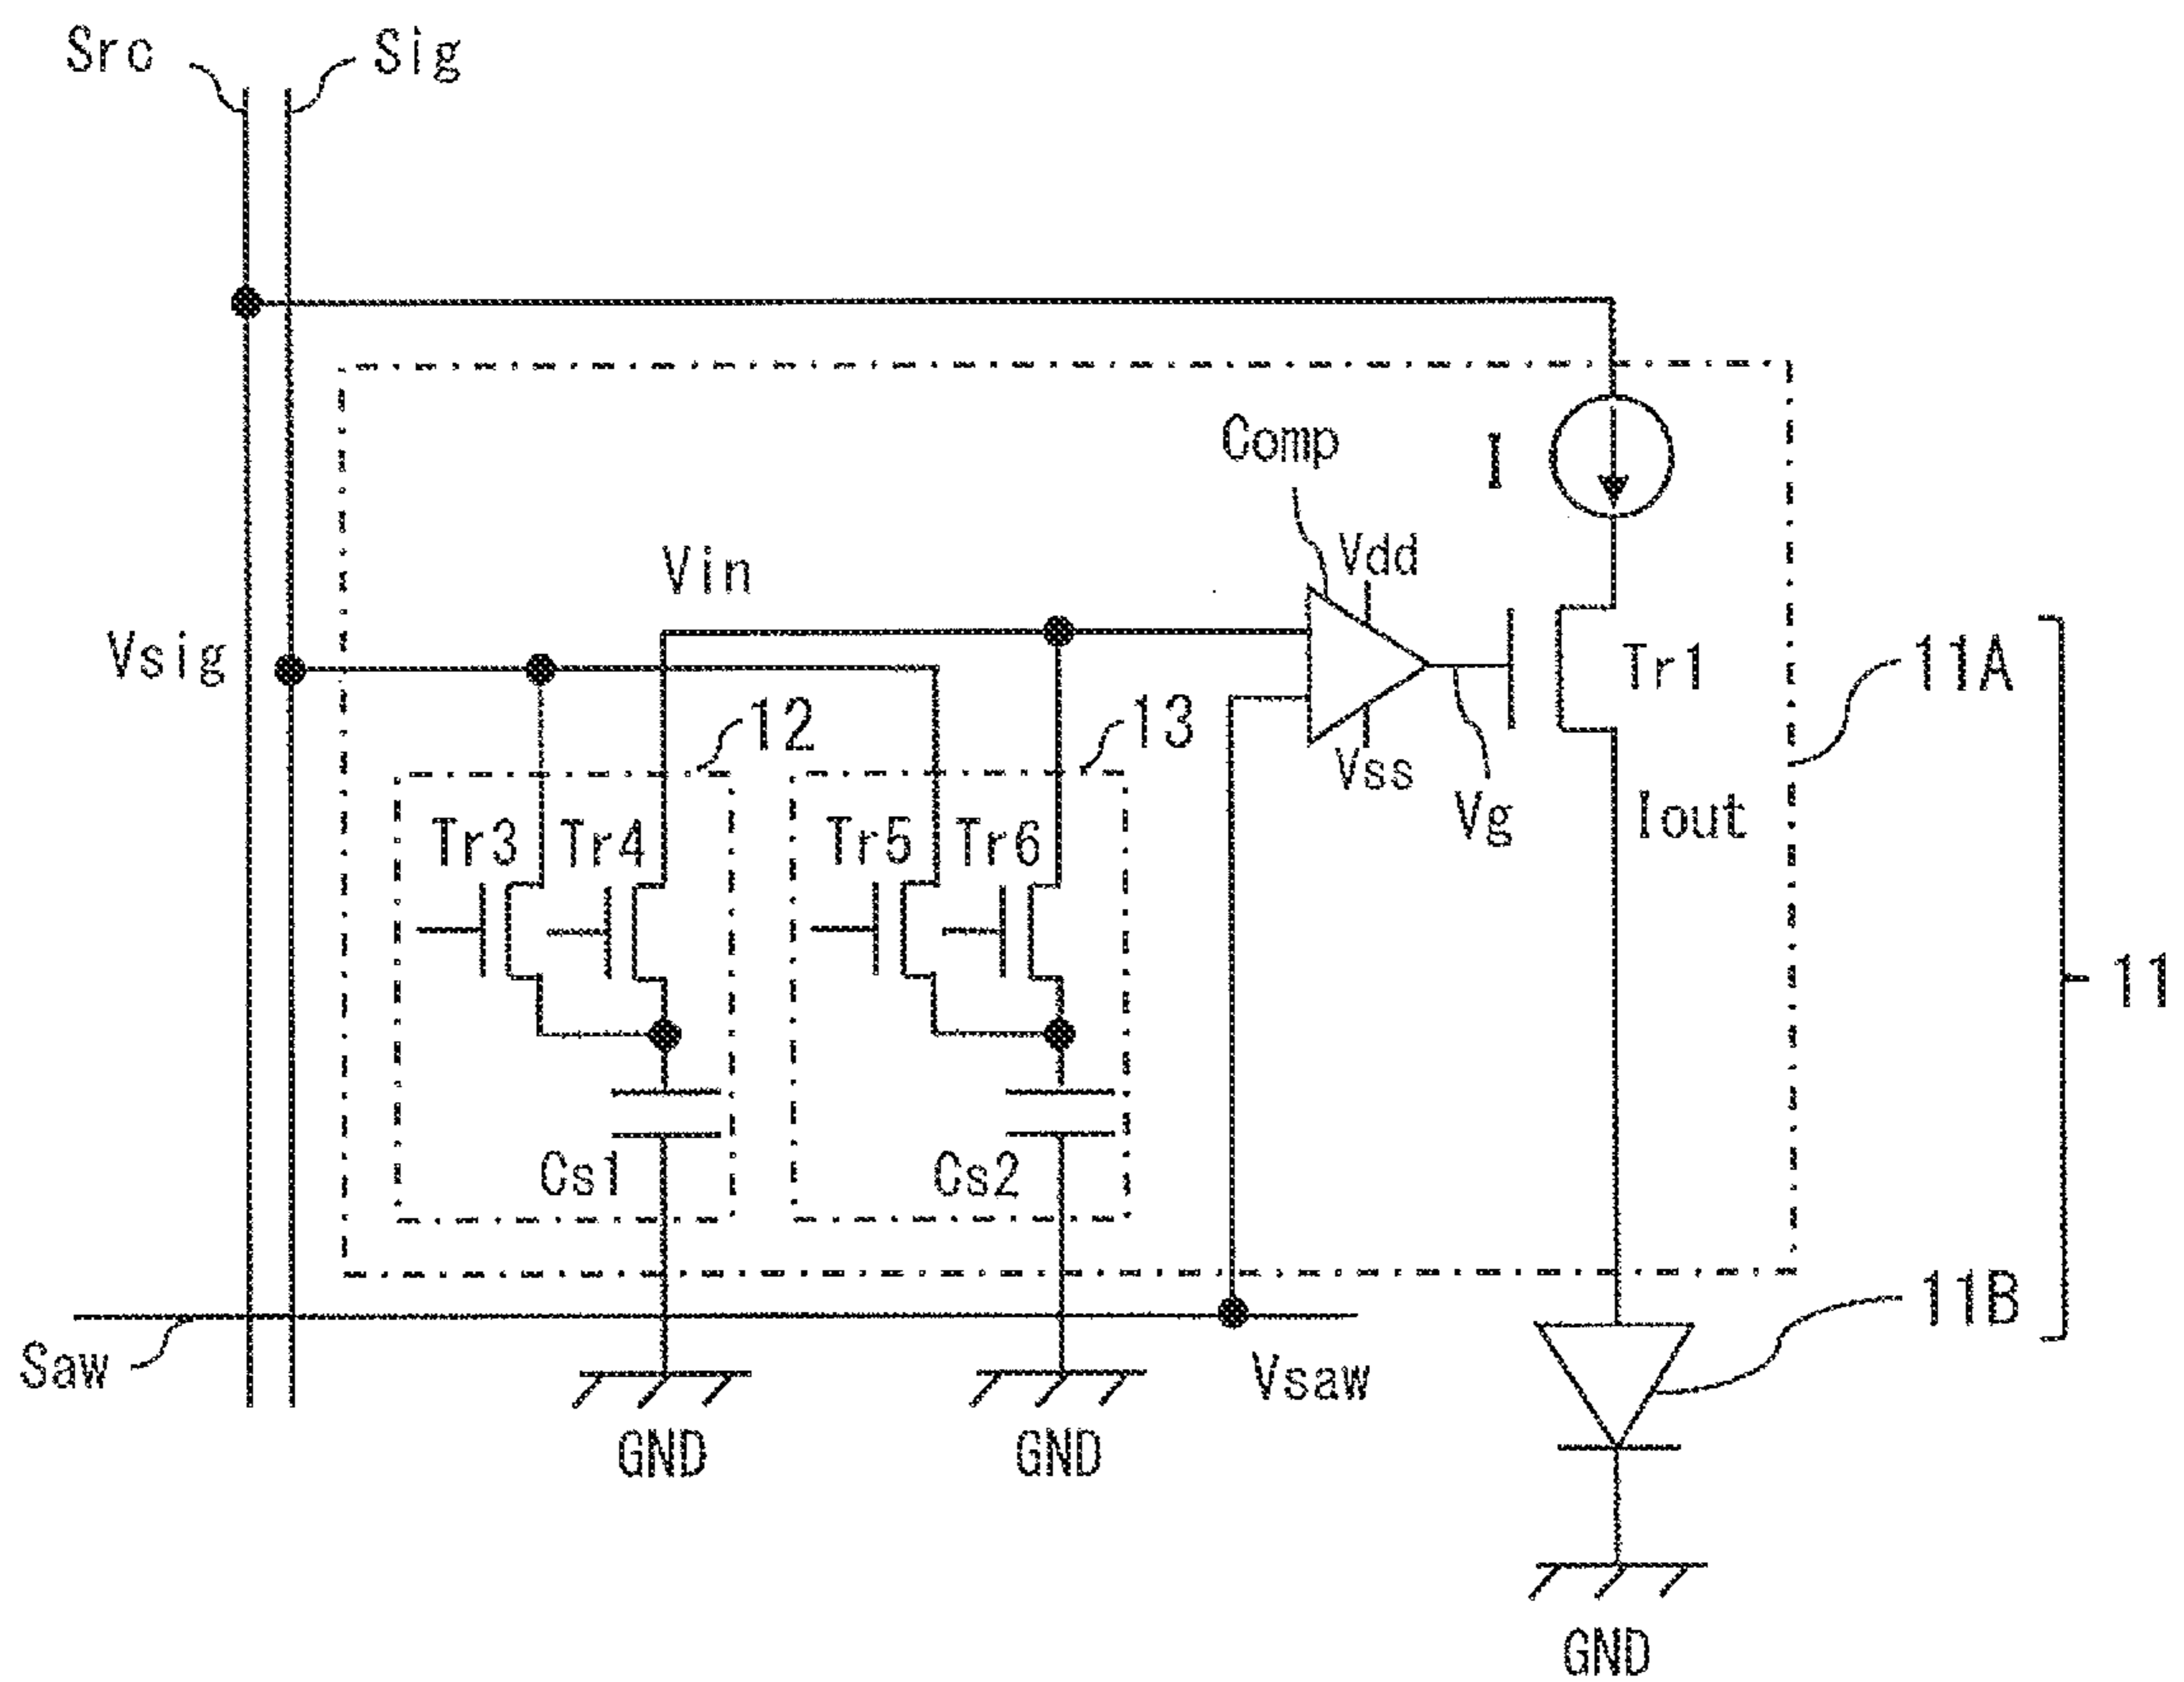 Src
Sig
Comp
I
Vdd
Vin
Vsig
Tr1
11A
12
13
Vss
Vg
Iout
Tr3
Tr4
Tr5
Tr6
11
Cs1
Cs2
11B
Saw
Vsaw
GND
GND
GND